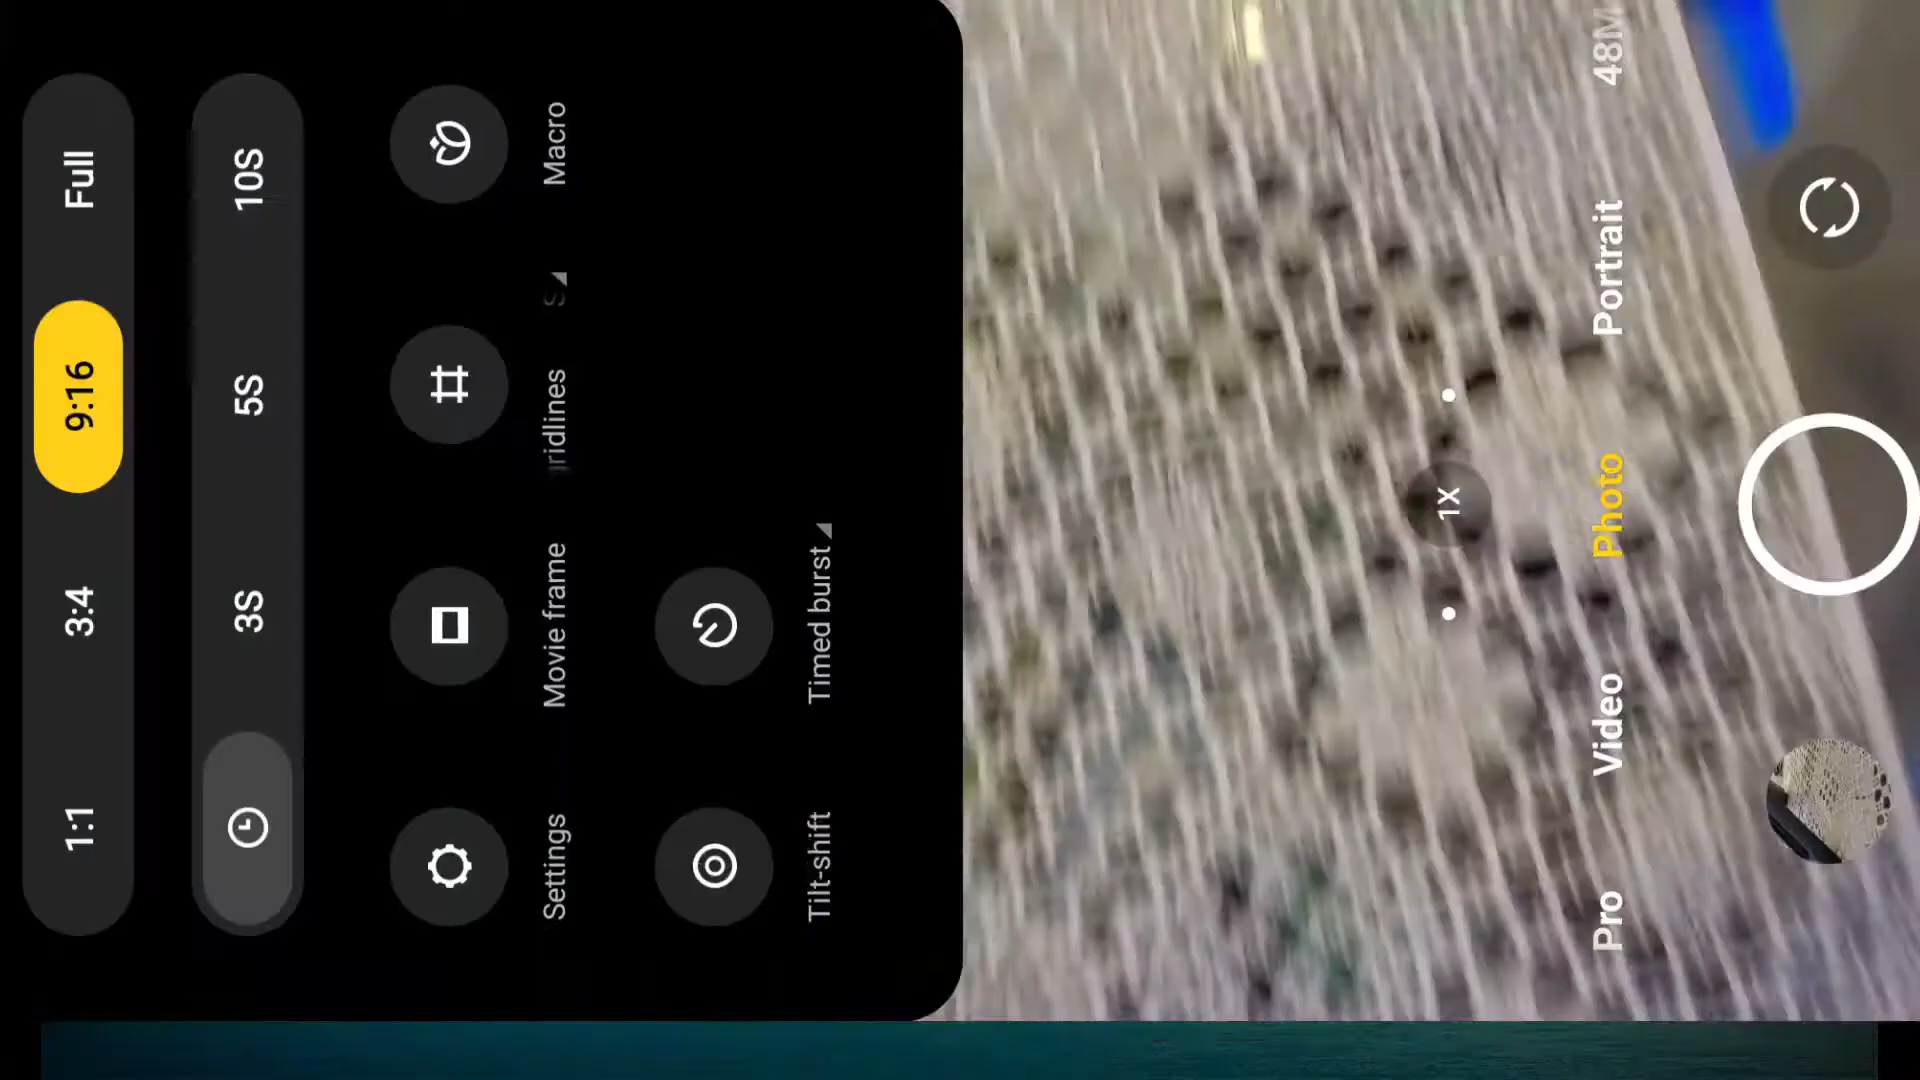 1:1 3:4 9:16 Full
3S 5S 10S
Settings Movie frame ridlines S Macro
Tilt-shift Timed burst
1X
Pro Video Photo Portrait 48M